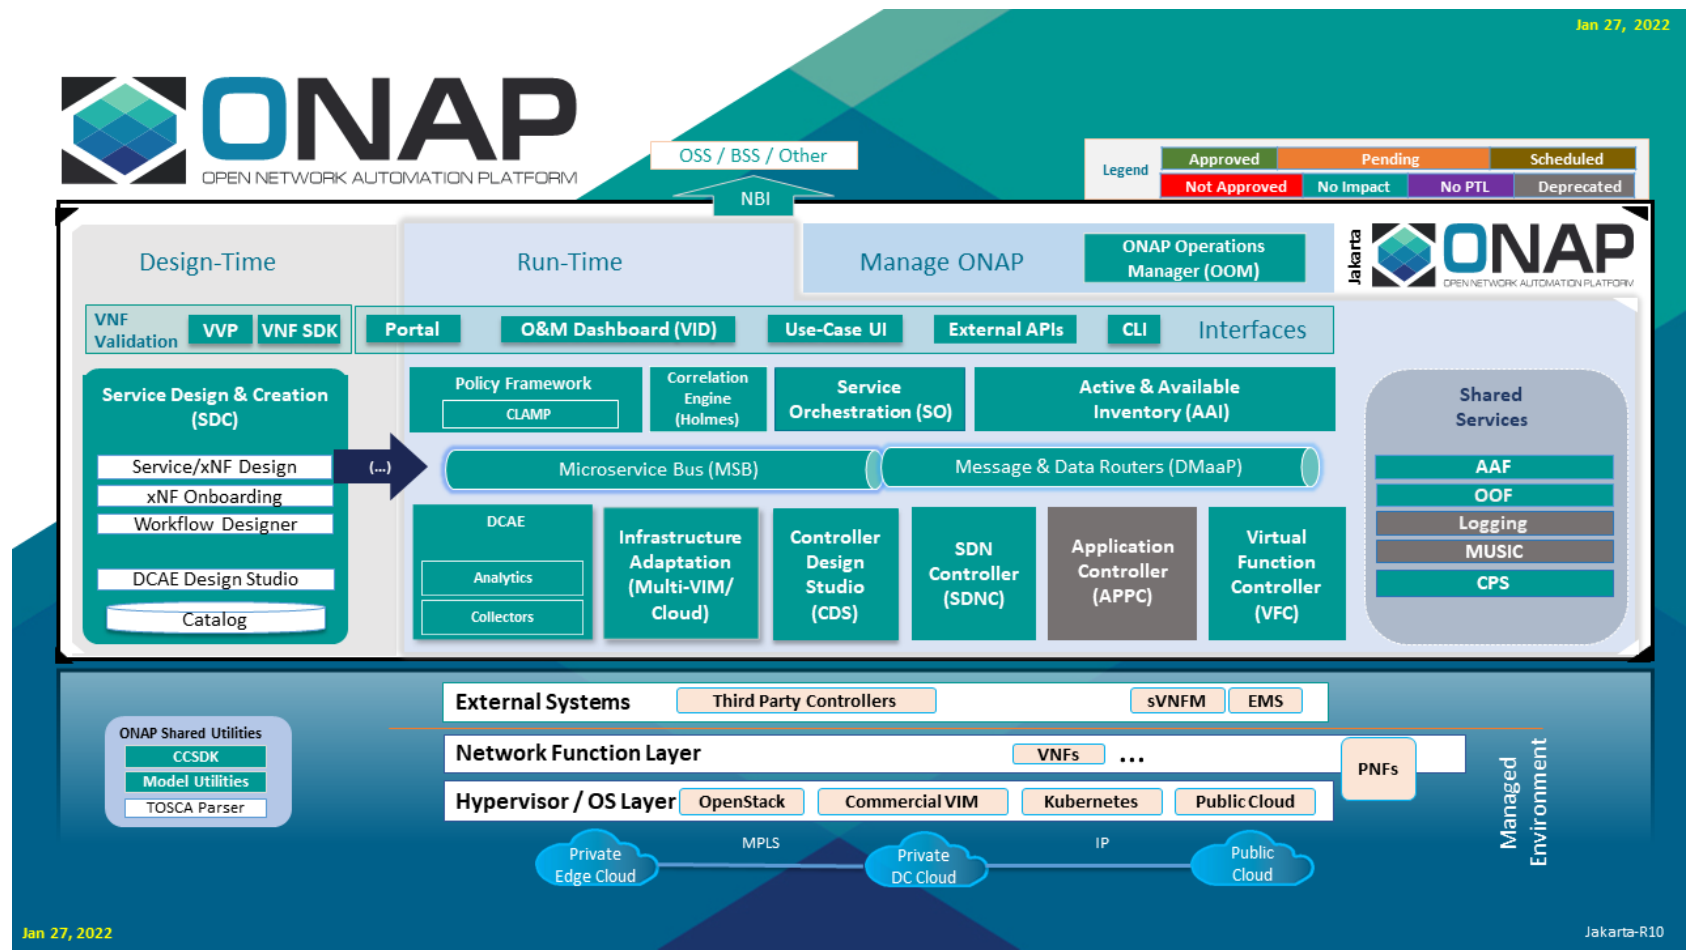 Jan 27, 2022
ONAP
OPEN NETWORK AUTOMATION PLATFORM
OSS / BSS / Other
NBI
Legend
Approved
Pending
Scheduled
Not Approved
No Impact
No PTL
Deprecated
Design-Time
Run-Time
Manage ONAP
ONAP Operations
Manager (OOM)
Jakarta
ONAP
OPEN NETWORK AUTOMATION PLATFORM
VNF
Validation
VVP
VNF SDK
Portal
O&M Dashboard (VID)
Use-Case UI
External APIs
CLI
Interfaces
Service Design & Creation
(SDC)
Service/xNF Design
xNF Onboarding
Workflow Designer
DCAE Design Studio
Catalog
(...)
Policy Framework
CLAMP
Correlation
Engine
(Holmes)
Service
Orchestration (SO)
Active & Available
Inventory (AAI)
Microservice Bus (MSB)
Message & Data Routers (DMaaP)
DCAE
Analytics
Collectors
Infrastructure
Adaptation
(Multi-VIM/
Cloud)
Controller
Design
Studio
(CDS)
SDN
Controller
(SDNC)
Application
Controller
(APPC)
Virtual
Function
Controller
(VFC)
Shared
Services
AAF
OOF
Logging
MUSIC
CPS
ONAP Shared Utilities
CCSDK
Model Utilities
TOSCA Parser
External Systems
Third Party Controllers
sVNFM
EMS
Network Function Layer
VNFs
...
PNFs
Hypervisor / OS Layer
OpenStack
Commercial VIM
Kubernetes
Public Cloud
Managed
Environment
Private
Edge Cloud
MPLS
Private
DC Cloud
IP
Public
Cloud
Jan 27, 2022
Jakarta-R10